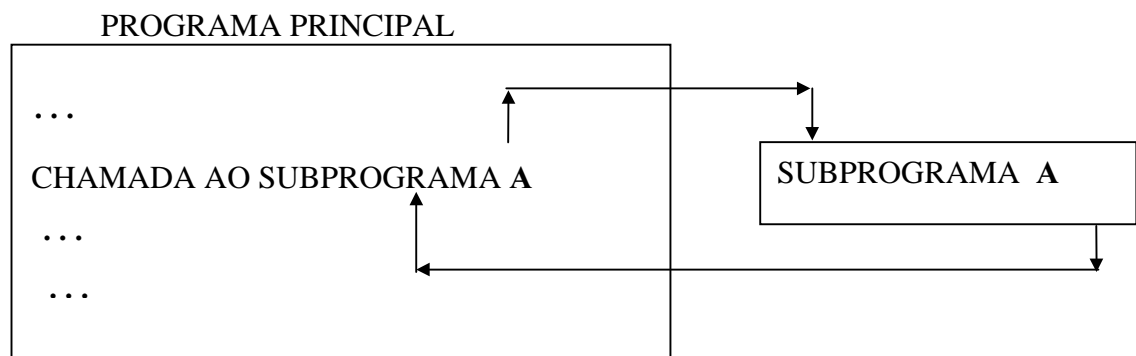 PROGRAMA PRINCIPAL
...
CHAMADA AO SUBPROGRAMA A
SUBPROGRAMA A
...
...